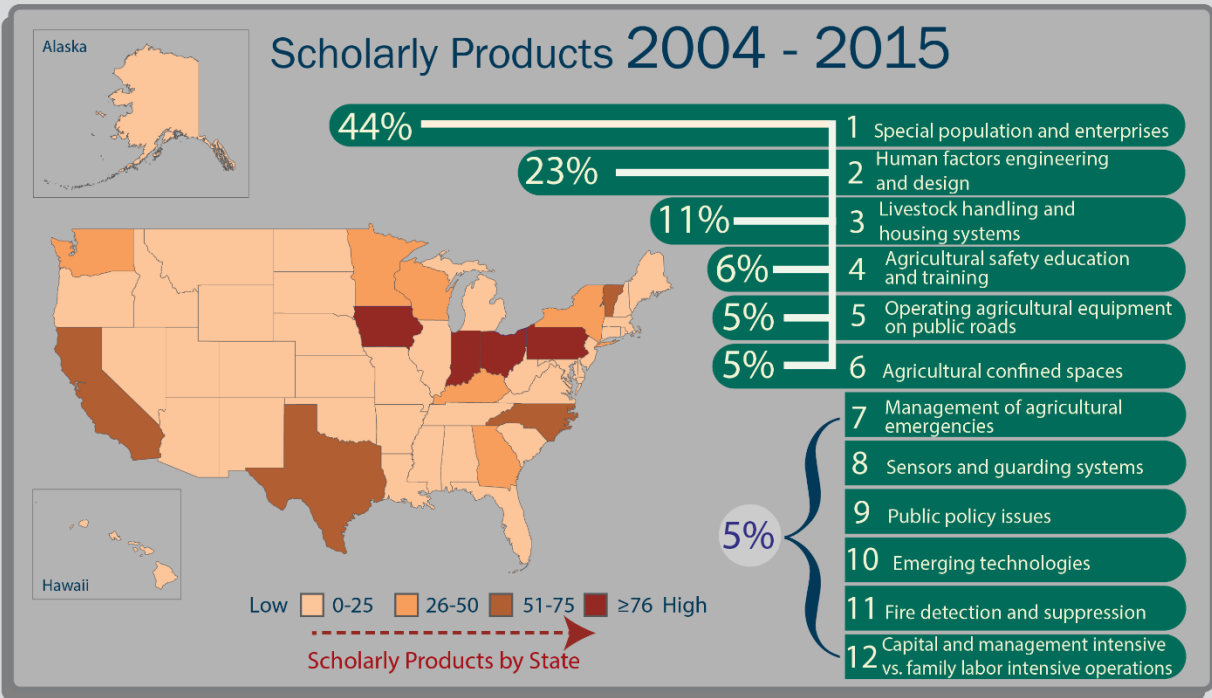 Alaska
Scholarly Products 2004 - 2015
44%
1 Special population and enterprises
23%
2 Human factors engineering
and design
11%
3 Livestock handling and
housing systems
6%
4 Agricultural safety education
and training
5%
5 Operating agricultural equipment
on public roads
5%
6 Agricultural confined spaces
7 Management of agricultural
emergencies
8 Sensors and guarding systems
9 Public policy issues
5%
10 Emerging technologies
11 Fire detection and suppression
12 Capital and management intensive
vs. family labor intensive operations
Hawaii
Low 0-25 26-50 51-75 ≥76 High
Scholarly Products by State